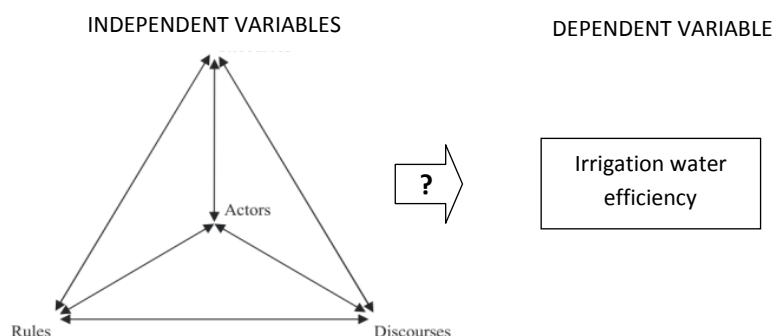 INDEPENDENT VARIABLES
DEPENDENT VARIABLE
Irrigation water
efficiency
?
Actors
Rules
Discourses